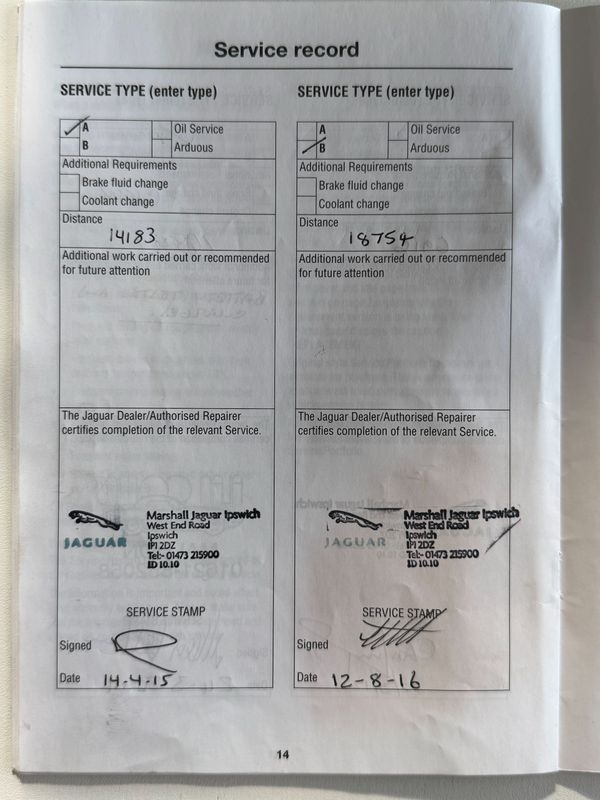 Service record
SERVICE TYPE (enter type)
A
Oil Service
B
Arduous
Additional Requirements
Brake fluid change
Coolant change
Distance
14183
Additional work carried out or recommended
for future attention
The Jaguar Dealer/Authorised Repairer
certifies completion of the relevant Service.
JAGUAR
Marshall Jaguar Ipswich
West End Road
Ipswich
IP1 2DZ
Tel:- 01473 215900
ID 10.10
SERVICE STAMP
Signed
Date 14-4-15
SERVICE TYPE (enter type)
A
Oil Service
B
Arduous
Additional Requirements
Brake fluid change
Coolant change
Distance
18754
Additional work carried out or recommended
for future attention
The Jaguar Dealer/Authorised Repairer
certifies completion of the relevant Service.
JAGUAR
Marshall Jaguar Ipswich
West End Road
Ipswich
IP1 2DZ
Tel:- 01473 215900
ID 10.10
SERVICE STAMP
Signed
Date 12-8-16
14